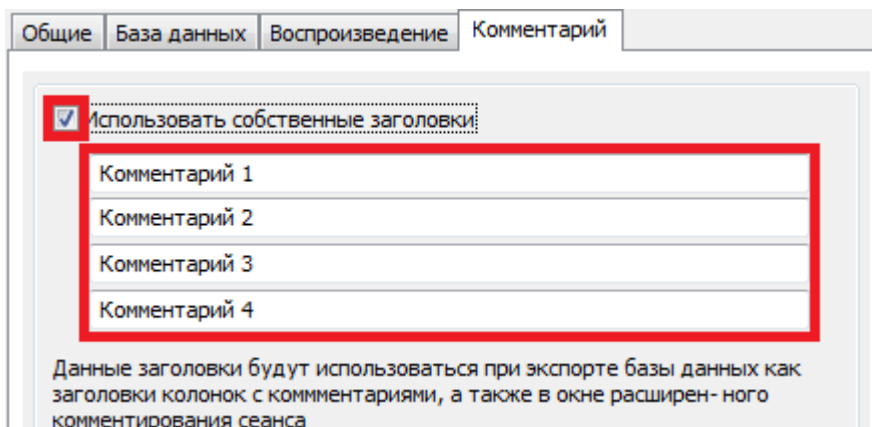 Общие База данных Воспроизведение Комментарий
Использовать собственные заголовки
Комментарий 1
Комментарий 2
Комментарий 3
Комментарий 4
Данные заголовки будут использоваться при экспорте базы данных как
заголовки колонок с коммментариями, а также в окне расширен- ного
комментирования сеанса